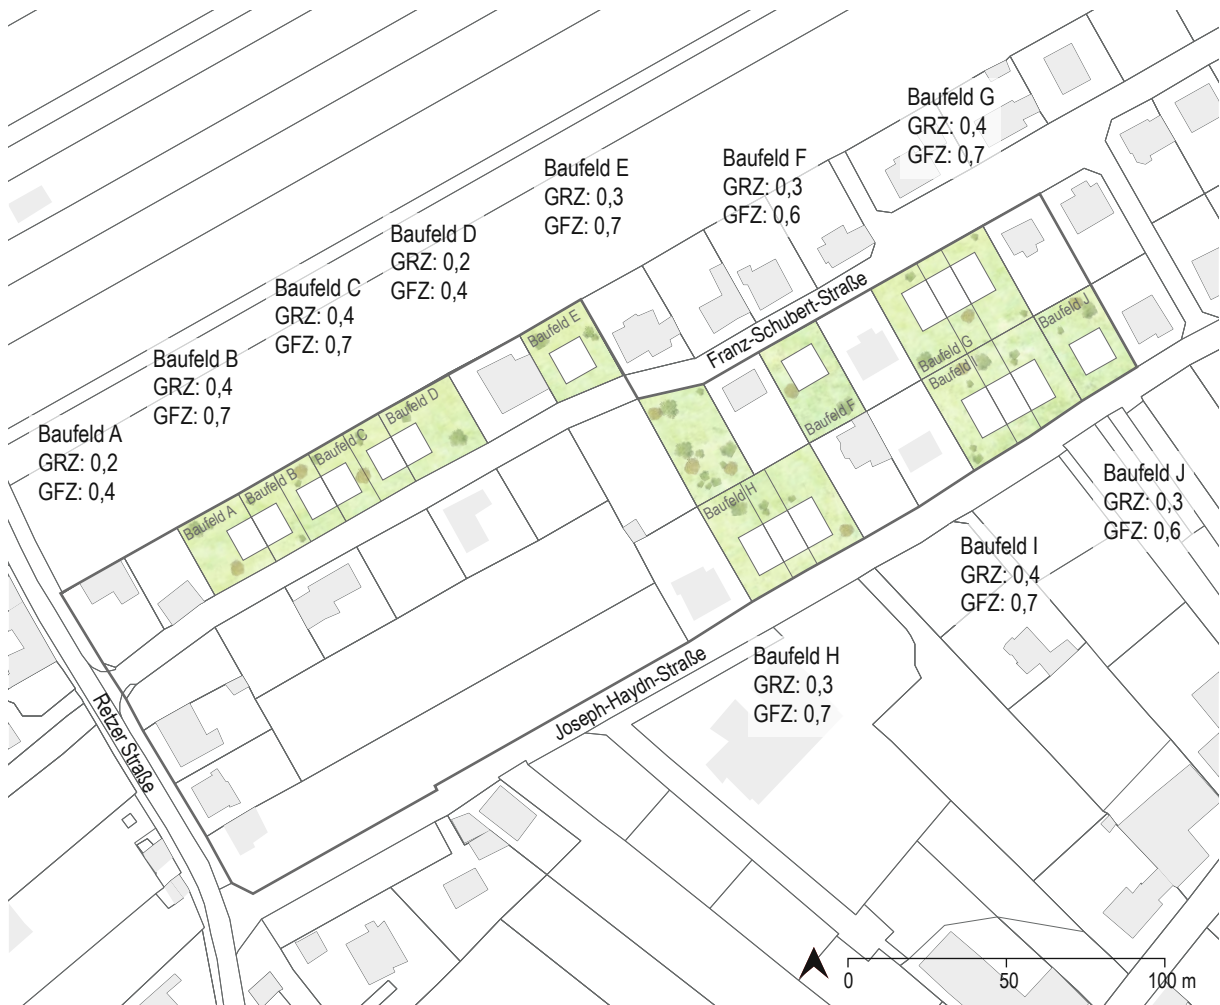 Baufeld G
GRZ: 0,4
GFZ: 0,7
Baufeld F
GRZ: 0,3
GFZ: 0,6
Baufeld E
GRZ: 0,3
GFZ: 0,7
Baufeld D
GRZ: 0,2
GFZ: 0,4
Baufeld C
GRZ: 0,4
GFZ: 0,7
Baufeld B
GRZ: 0,4
GFZ: 0,7
Baufeld A
GRZ: 0,2
GFZ: 0,4
Baufeld A
Baufeld B
Baufeld C
Baufeld D
Baufeld E
Franz-Schubert-Straße
Baufeld F
Baufeld G
Baufeld I
Baufeld J
Baufeld H
Baufeld J
GRZ: 0,3
GFZ: 0,6
Baufeld I
GRZ: 0,4
GFZ: 0,7
Baufeld H
GRZ: 0,3
GFZ: 0,7
Joseph-Haydn-Straße
Retzer Straße
0 50 100 m